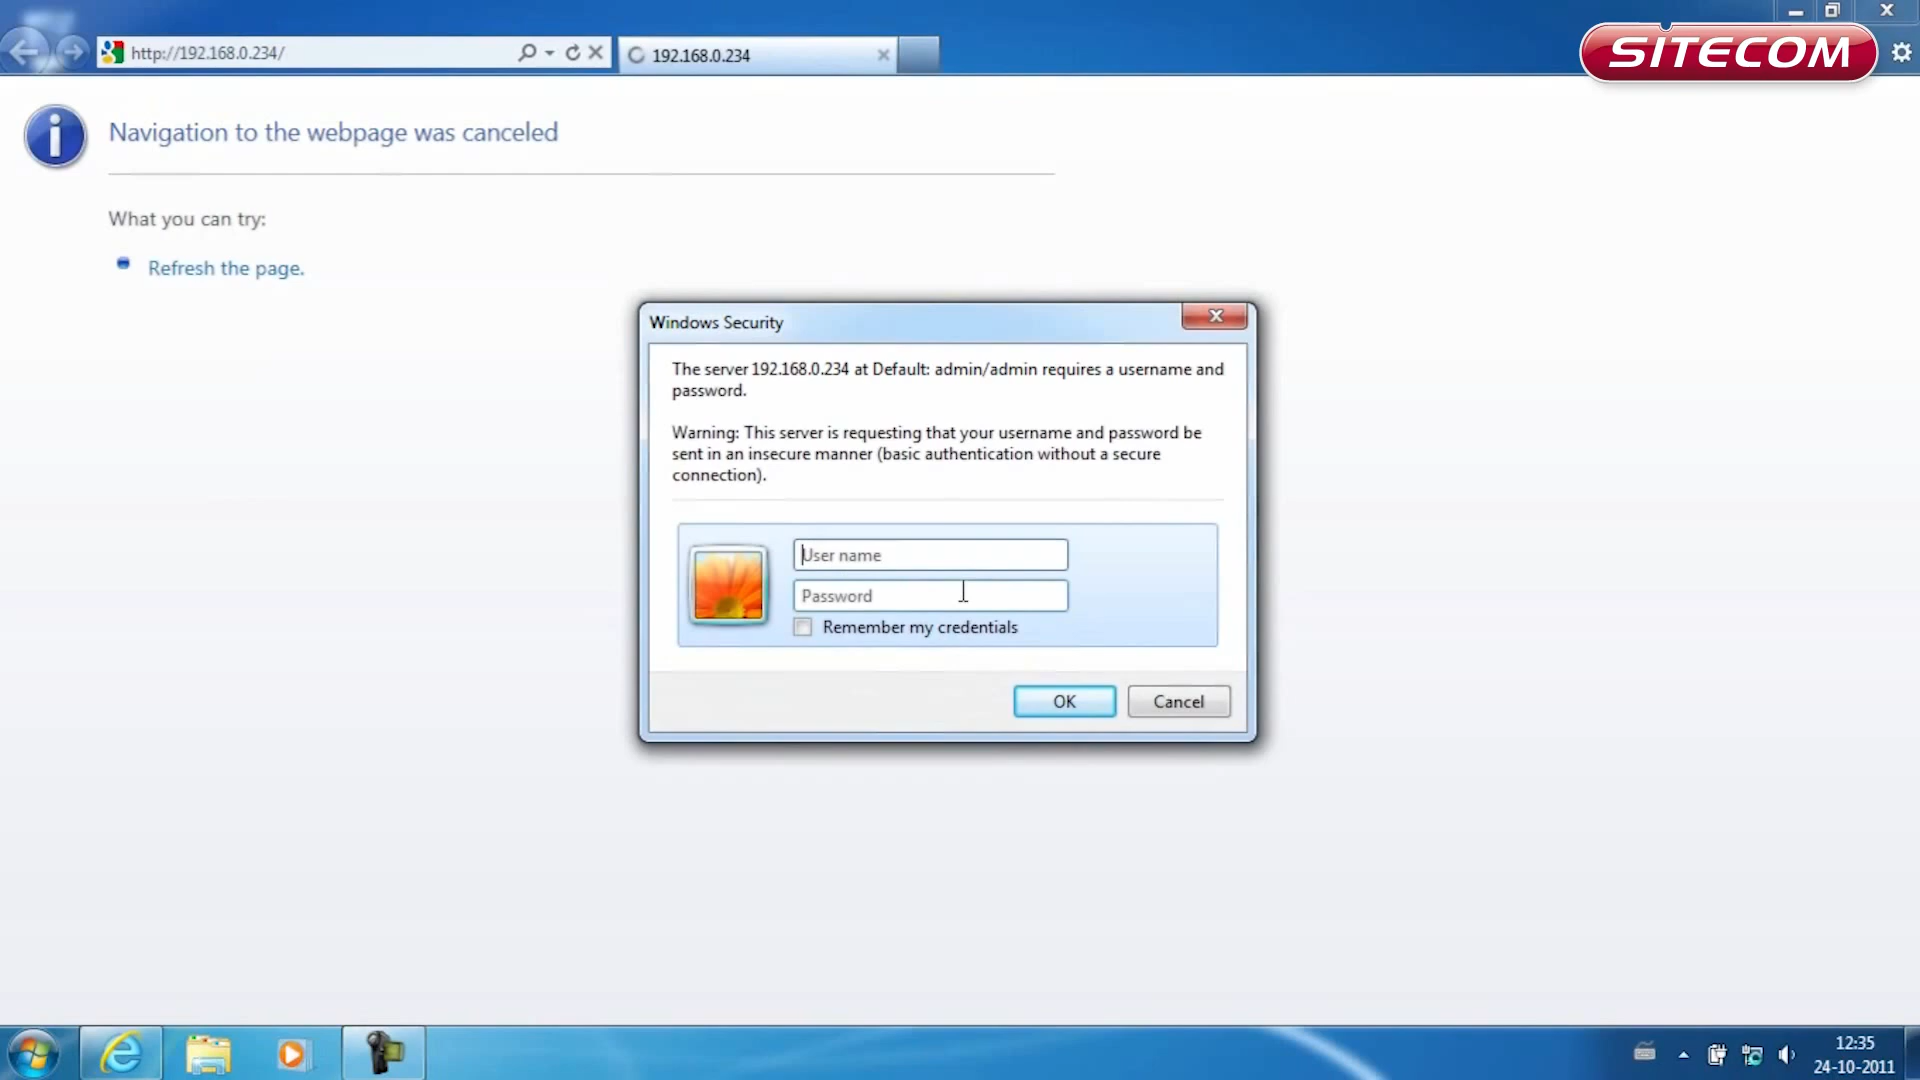 http://192.168.0.234/
192.168.0.234
SITECOM
Navigation to the webpage was canceled
What you can try:
Refresh the page.
Windows Security
The server 192.168.0.234 at Default: admin/admin requires a username and
password.
Warning: This server is requesting that your username and password be
sent in an insecure manner (basic authentication without a secure
connection).
User name
Password
Remember my credentials
OK
Cancel
12:35
24-10-2011